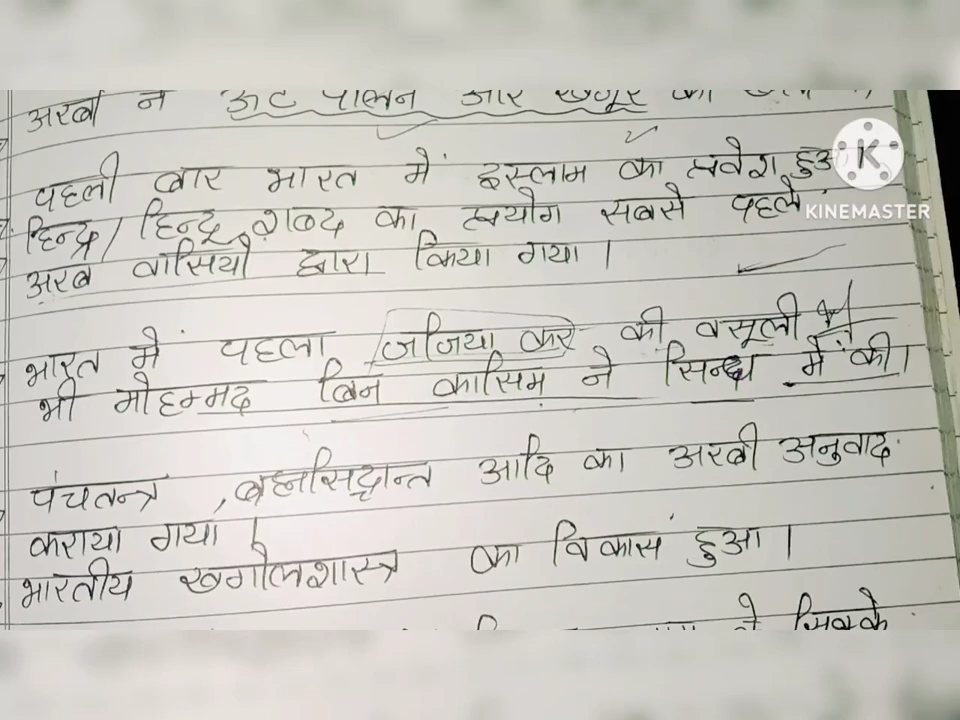 अरबों ने ऊँट पालन और खजूर
पहली बार भारत में इस्लाम का प्रवेश हुआ
हिन्द/हिन्दू शब्द का प्रयोग सबसे पहले
अरब वासियों द्वारा किया गया।
भारत में पहला जजिया कर की वसूली
भी मोहम्मद बिन कासिम ने सिन्ध में की।
पंचतन्त्र, ब्रह्मसिद्धान्त आदि का अरबी अनुवाद
कराया गया।
भारतीय खगोलशास्त्र का विकास हुआ।
K
KINEMASTER